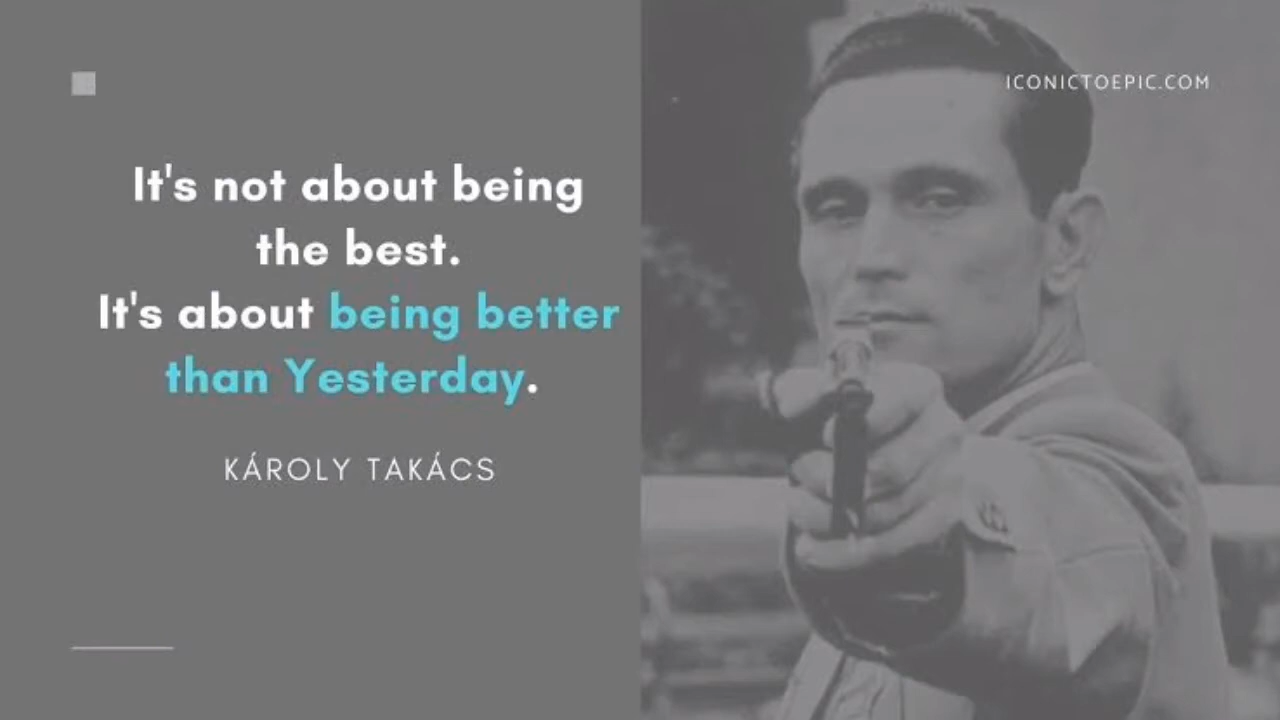 ICONICTOEPIC.COM
It's not about being
the best.
It's about being better
than Yesterday.
KÁROLY TAKÁCS